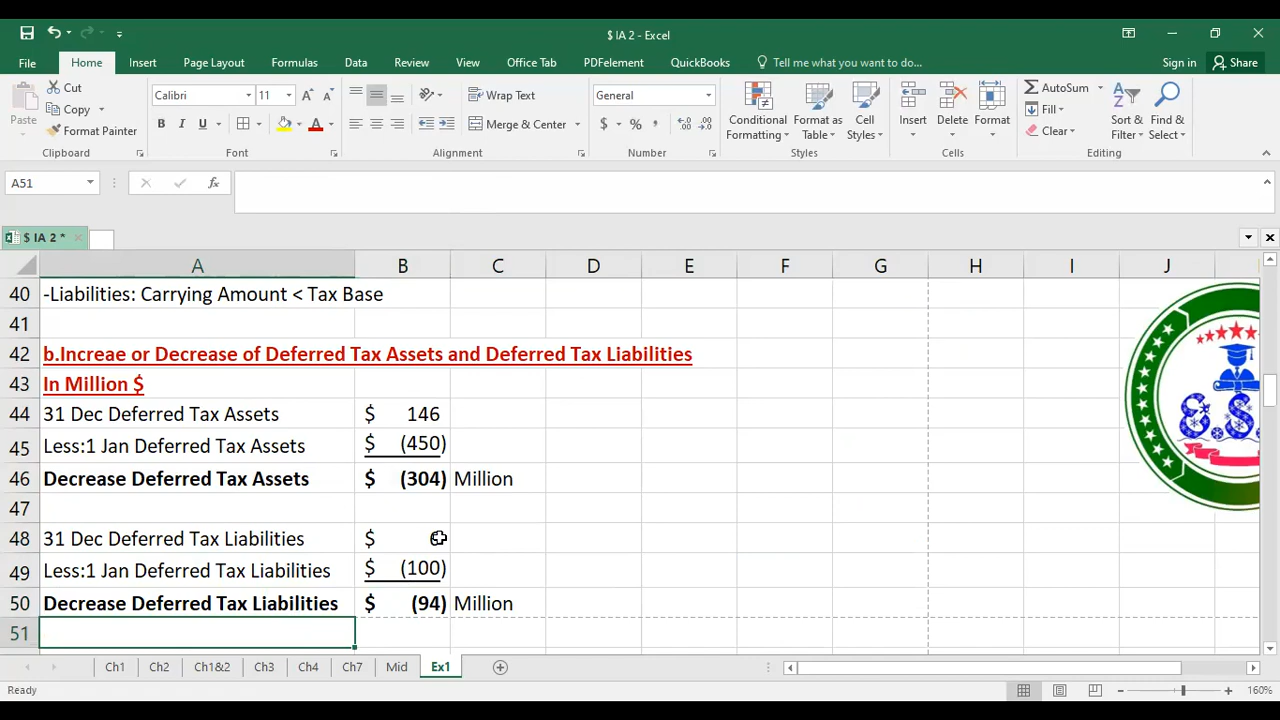 $ IA 2 - Excel
File Home Insert Page Layout Formulas Data Review View Office Tab PDFelement QuickBooks Tell me what you want to do... Sign in Share
Paste Cut Copy Format Painter Clipboard
Calibri 11 B I U A Font
Wrap Text Merge & Center Alignment
General $ % , Number
Conditional Formatting Format as Table Cell Styles Styles
Insert Delete Format Cells
AutoSum Fill Clear Sort & Filter Find & Select Editing
A51 fx
$ IA 2 *
A B C D E F G H I J
40 -Liabilities: Carrying Amount < Tax Base
41
42 b.Increae or Decrease of Deferred Tax Assets and Deferred Tax Liabilities
43 In Million $
44 31 Dec Deferred Tax Assets $ 146
45 Less:1 Jan Deferred Tax Assets $ (450)
46 Decrease Deferred Tax Assets $ (304) Million
47
48 31 Dec Deferred Tax Liabilities $
49 Less:1 Jan Deferred Tax Liabilities $ (100)
50 Decrease Deferred Tax Liabilities $ (94) Million
51
Ch1 Ch2 Ch1&2 Ch3 Ch4 Ch7 Mid Ex1
Ready 160%